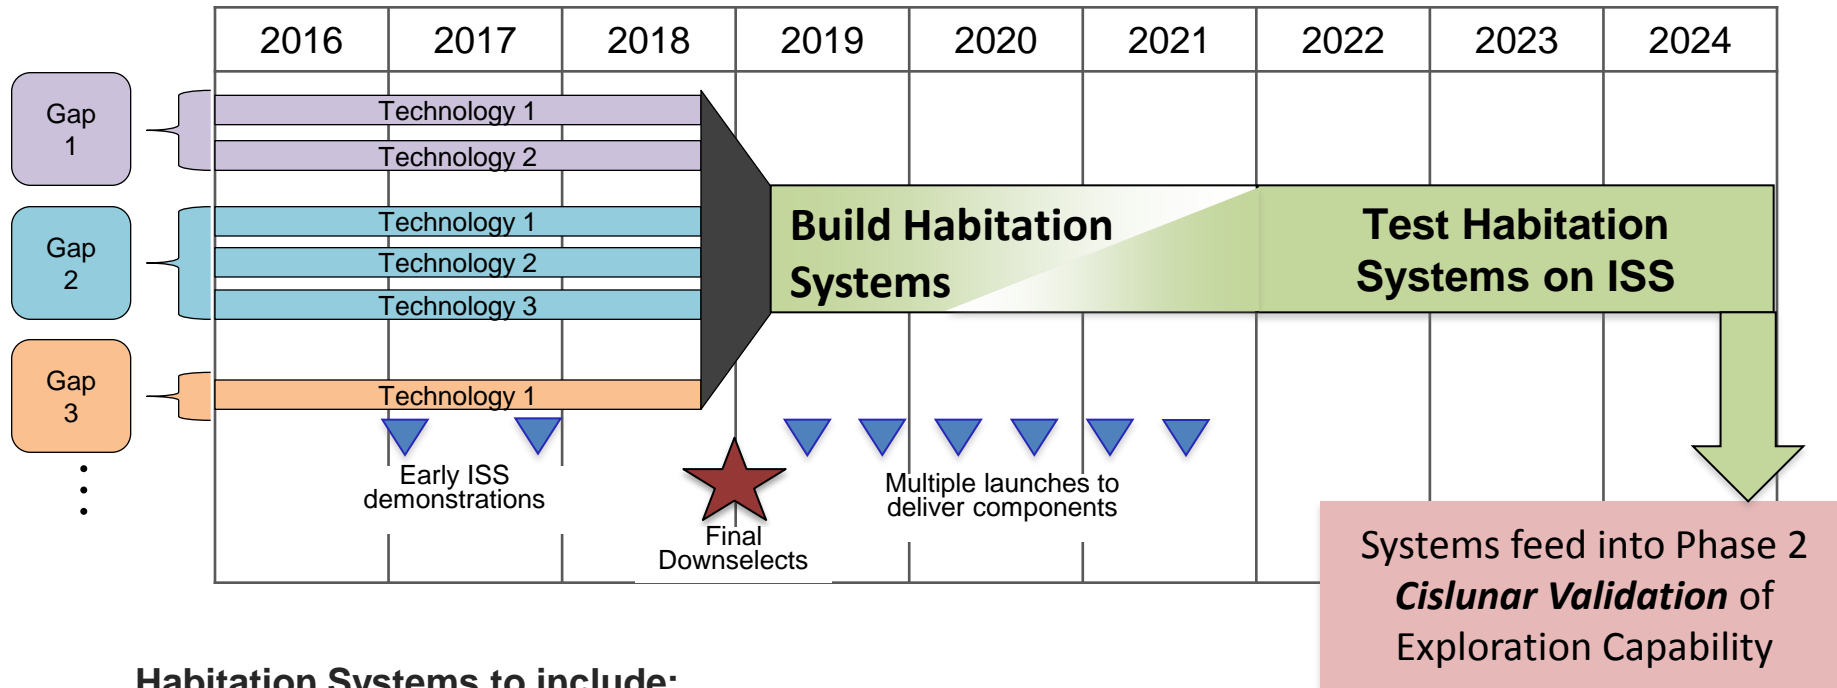 2016 2017 2018 2019 2020 2021 2022 2023 2024
Gap
1
Technology 1
Technology 2
Gap
2
Technology 1
Technology 2
Technology 3
Gap
3
Technology 1
Build Habitation
Systems
Test Habitation
Systems on ISS
Early ISS
demonstrations
Final
Downselects
Multiple launches to
deliver components
Systems feed into Phase 2
Cislunar Validation of
Exploration Capability
Habitation Systems to include: